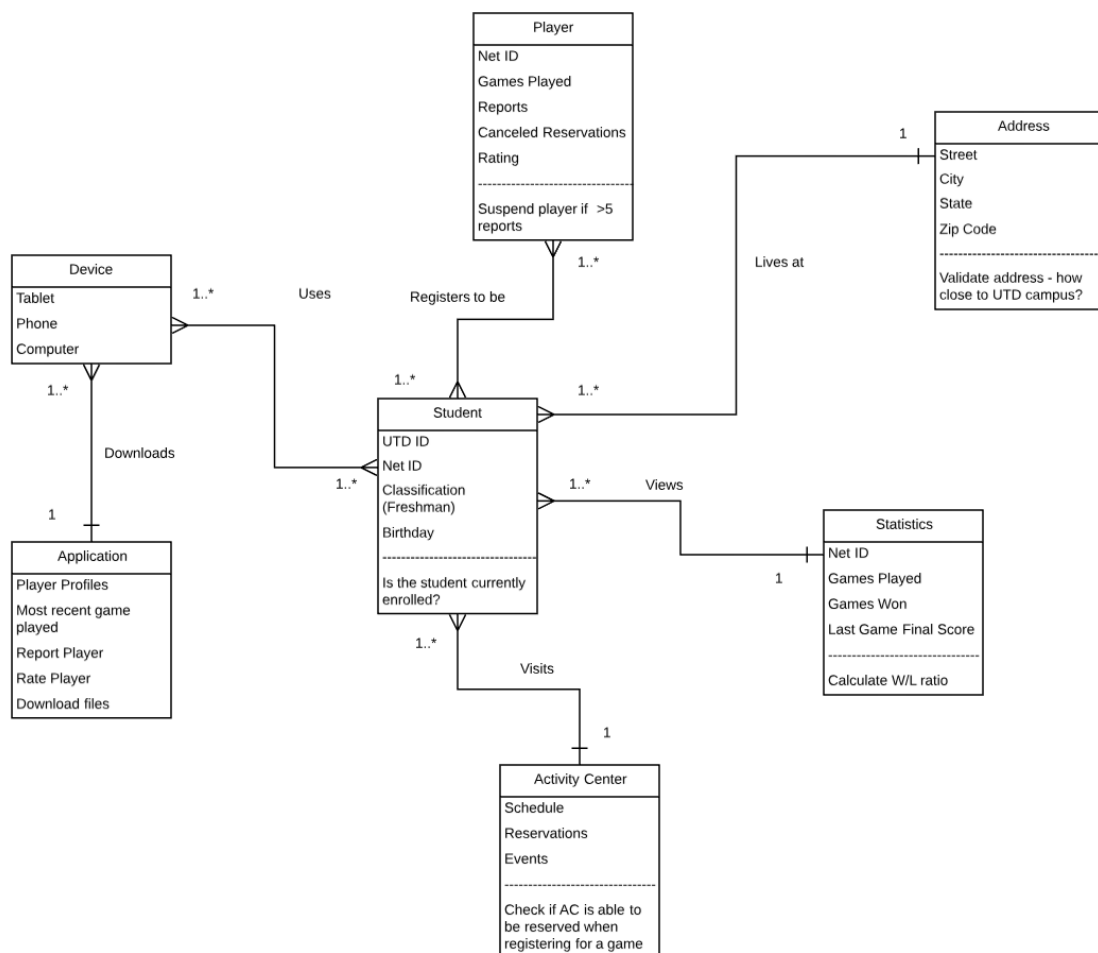 Player
Net ID
Games Played
Reports
Canceled Reservations
Rating
Suspend player if >5
reports
1..*
Registers to be
1..*
Address
Street
City
State
Zip Code
Validate address - how
close to UTD campus?
1
Lives at
1..*
Device
Tablet
Phone
Computer
1..*
Uses
1..*
1..*
Downloads
1
Application
Player Profiles
Most recent game
played
Report Player
Rate Player
Download files
Student
UTD ID
Net ID
Classification
(Freshman)
Birthday
Is the student currently
enrolled?
1..*
Views
1
Statistics
Net ID
Games Played
Games Won
Last Game Final Score
Calculate W/L ratio
1..*
Visits
1
Activity Center
Schedule
Reservations
Events
Check if AC is able to
be reserved when
registering for a game